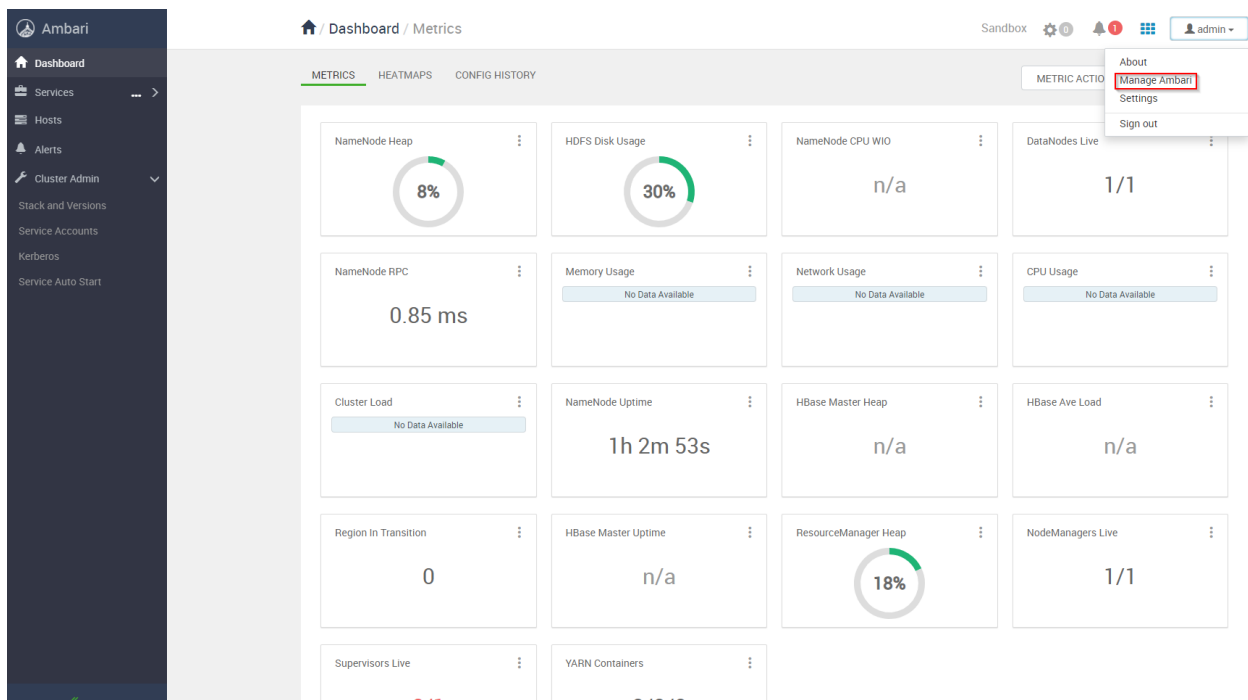 Ambari
Dashboard / Metrics
Sandbox 0 1 admin
Dashboard
Services ...
Hosts
Alerts
Cluster Admin
Stack and Versions
Service Accounts
Kerberos
Service Auto Start
METRICS HEATMAPS CONFIG HISTORY
METRIC ACTIO
About
Manage Ambari
Settings
Sign out
NameNode Heap
8%
HDFS Disk Usage
30%
NameNode CPU WIO
n/a
DataNodes Live
1/1
NameNode RPC
0.85 ms
Memory Usage
No Data Available
Network Usage
No Data Available
CPU Usage
No Data Available
Cluster Load
No Data Available
NameNode Uptime
1h 2m 53s
HBase Master Heap
n/a
HBase Ave Load
n/a
Region In Transition
0
HBase Master Uptime
n/a
ResourceManager Heap
18%
NodeManagers Live
1/1
Supervisors Live
YARN Containers